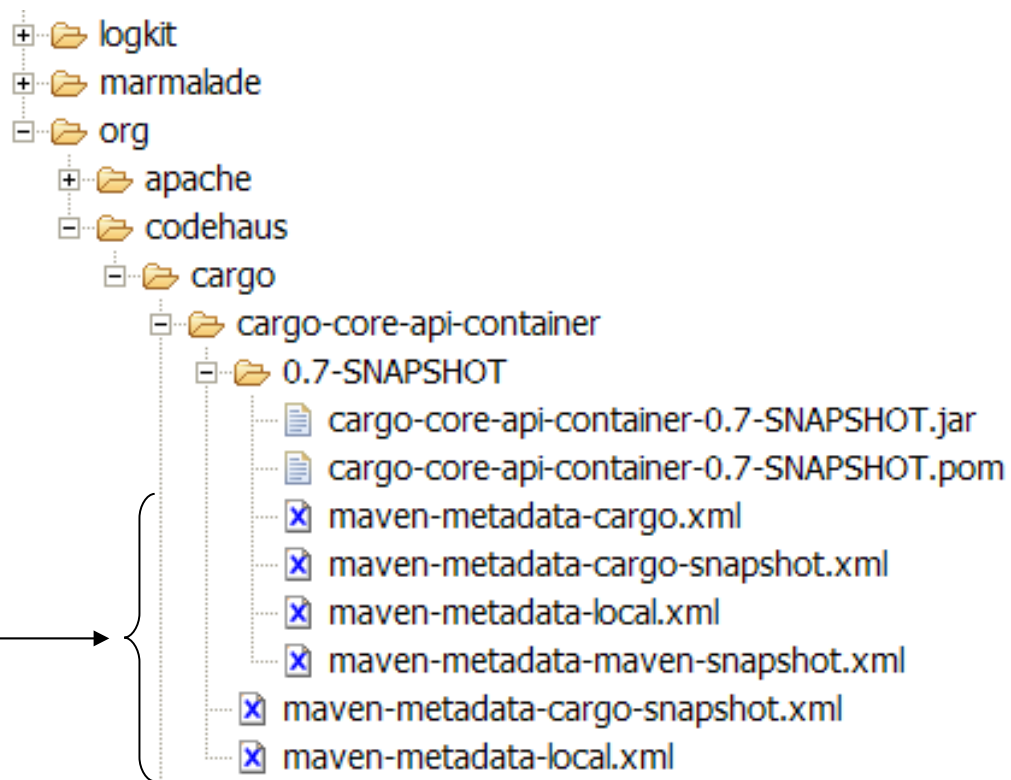 logkit
marmalade
org
apache
codehaus
cargo
cargo-core-api-container
0.7-SNAPSHOT
cargo-core-api-container-0.7-SNAPSHOT.jar
cargo-core-api-container-0.7-SNAPSHOT.pom
maven-metadata-cargo.xml
maven-metadata-cargo-snapshot.xml
maven-metadata-local.xml
maven-metadata-maven-snapshot.xml
maven-metadata-cargo-snapshot.xml
maven-metadata-local.xml